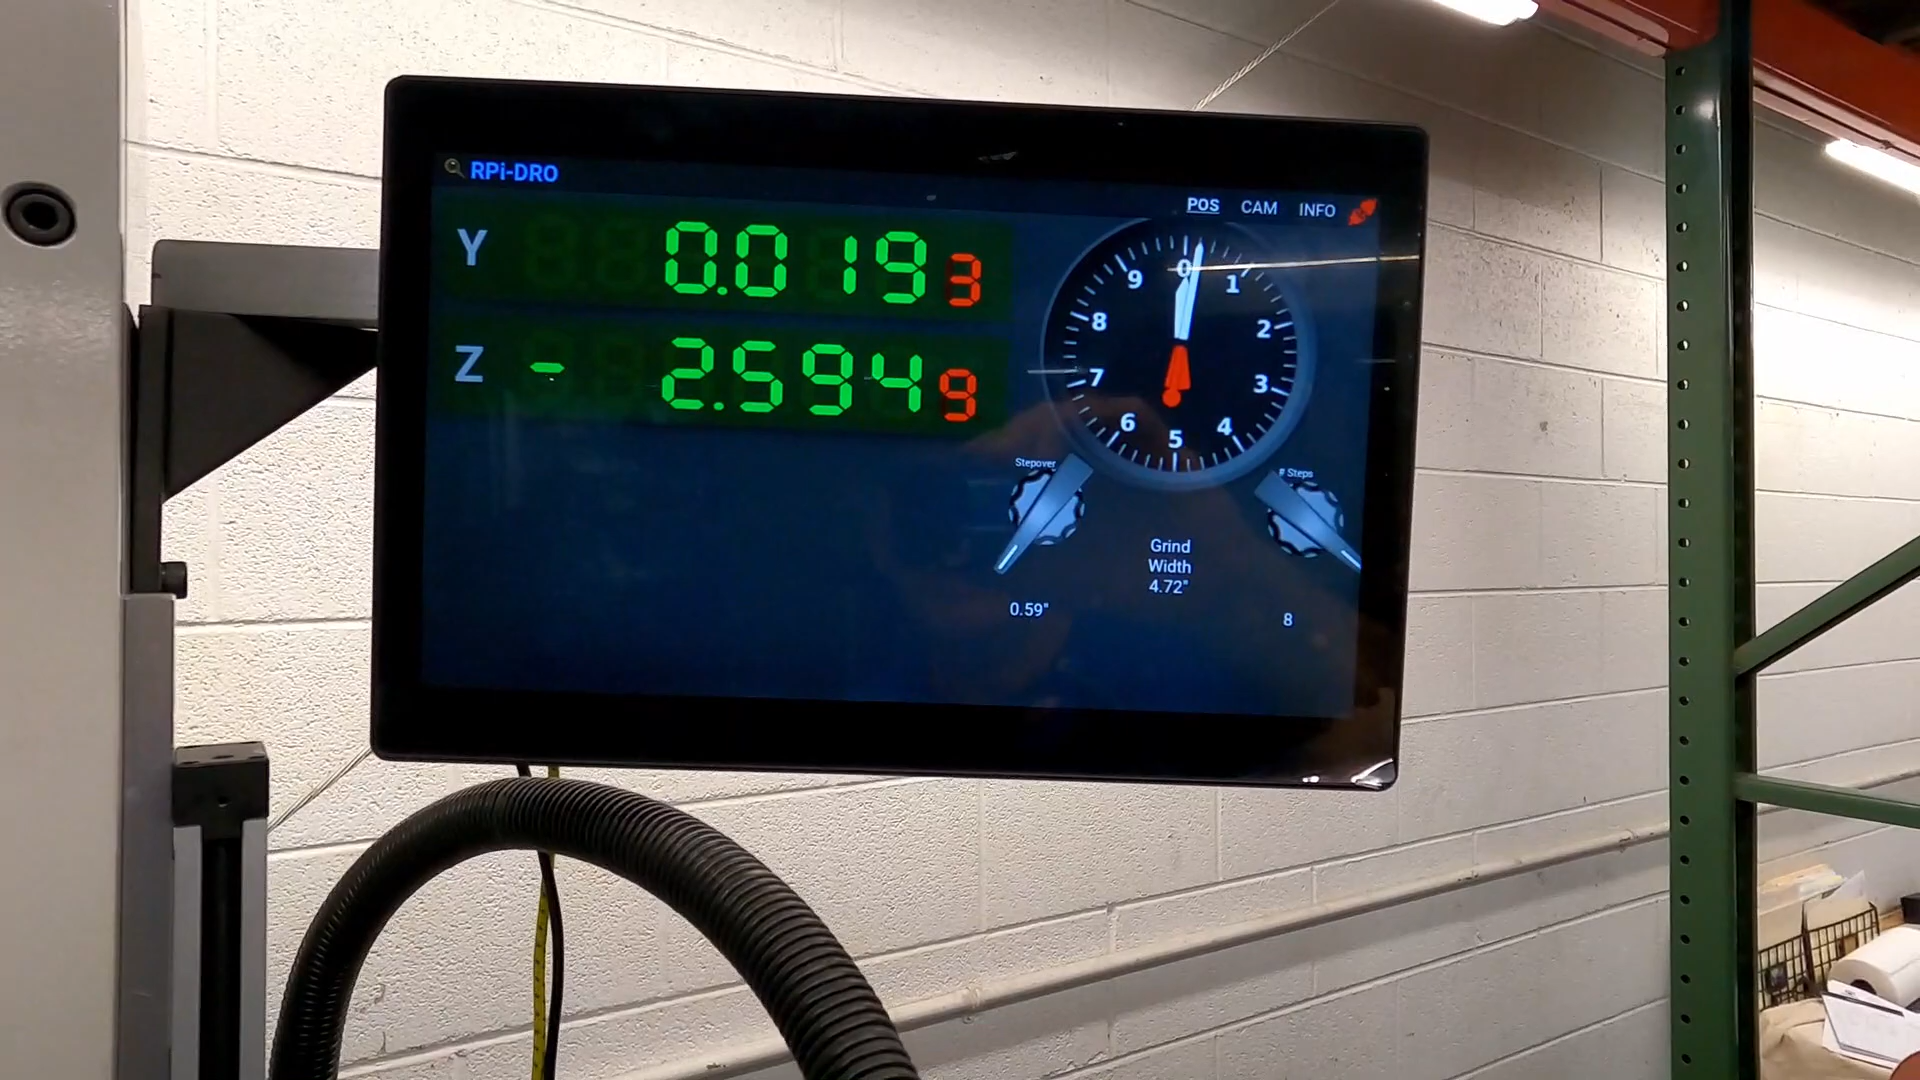 RPi-DRO
POS CAM INFO
Y 0.0193
Z - 2.5949
0
1
2
3
4
5
6
7
8
9
Stepover
# Steps
Grind
Width
4.72"
0.59"
8